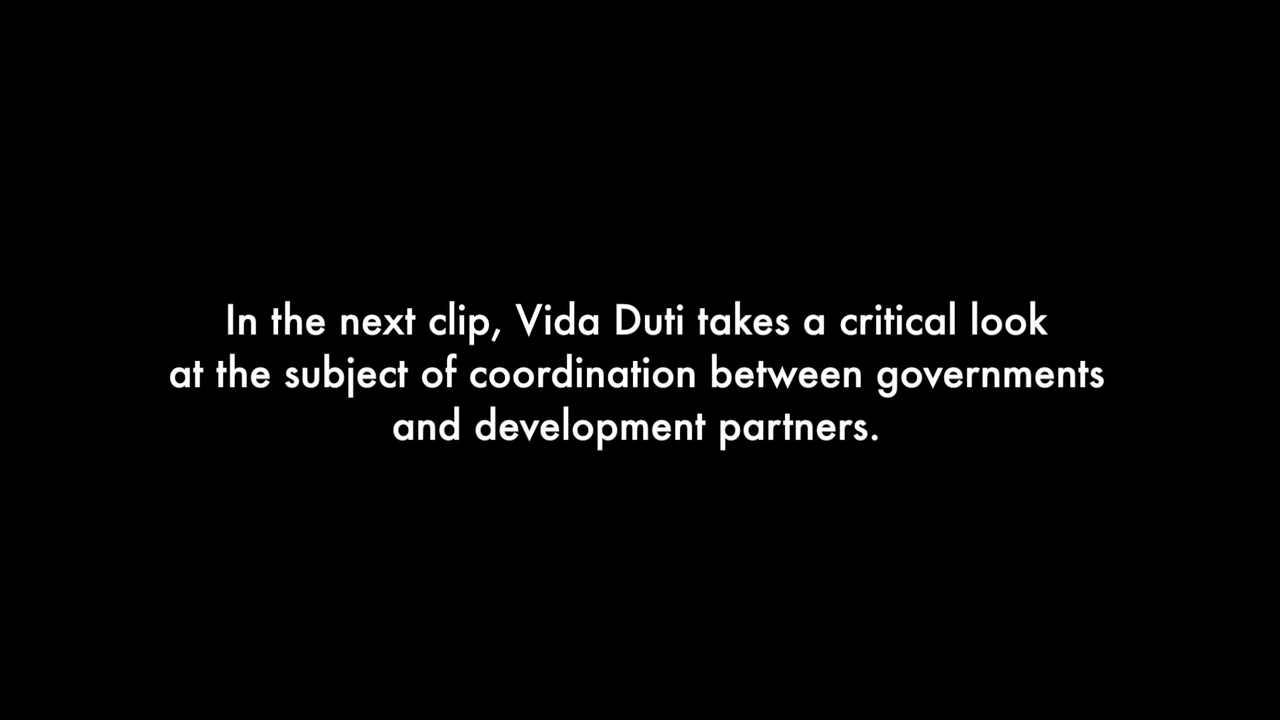 In the next clip, Vida Duti takes a critical look
at the subject of coordination between governments
and development partners.